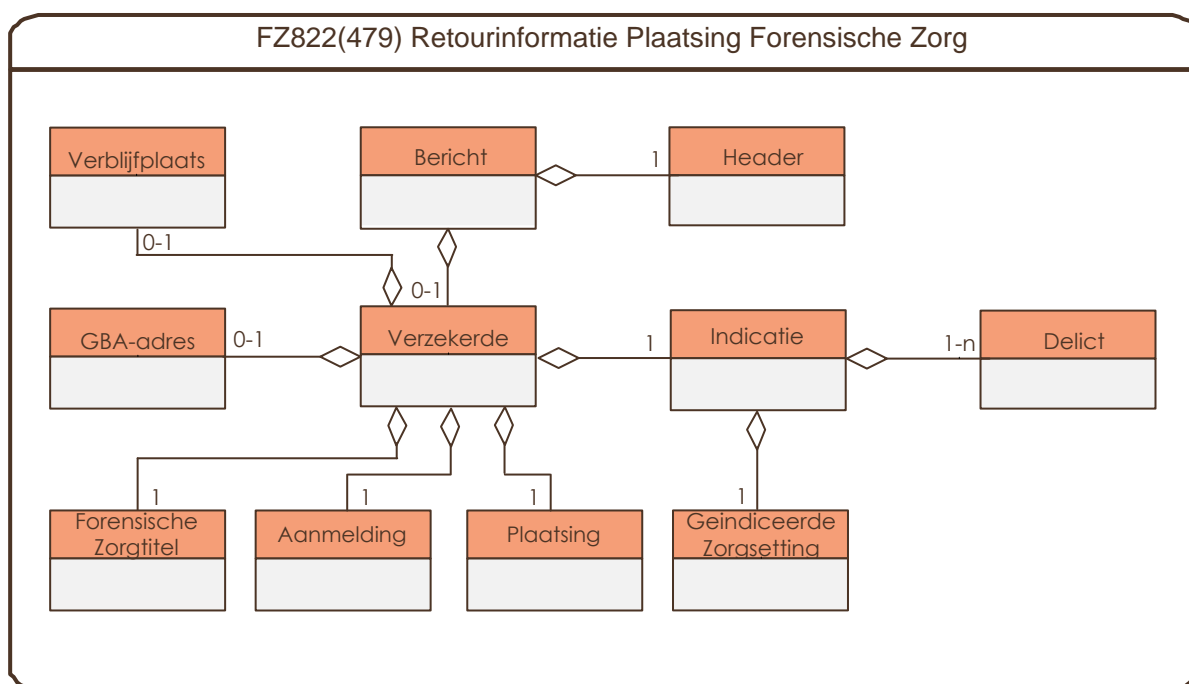 FZ822(479) Retourinformatie Plaatsing Forensische Zorg
Verblijfplaats
Bericht
1
Header
0-1
0-1
GBA-adres
0-1
Verzekerde
1
Indicatie
1-n
Delict
1
1
1
1
Forensische
Zorgtitel
Aanmelding
Plaatsing
Geindiceerde
Zorgsetting